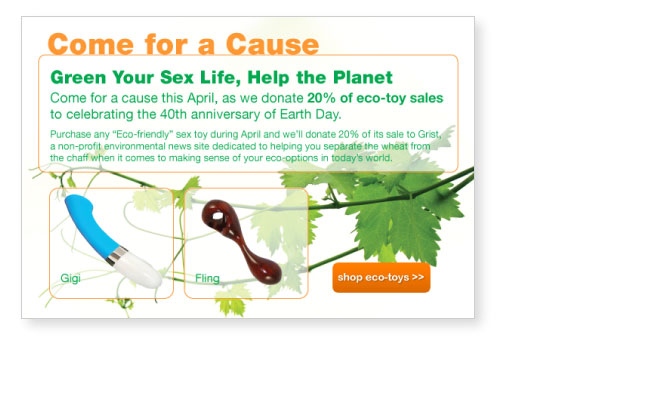 Come for a Cause
Green Your Sex Life, Help the Planet
Come for a cause this April, as we donate 20% of eco-toy sales
to celebrating the 40th anniversary of Earth Day.
Purchase any “Eco-friendly” sex toy during April and we’ll donate 20% of its sale to Grist,
a non-profit environmental news site dedicated to helping you separate the wheat from
the chaff when it comes to making sense of your eco-options in today’s world.
Gigi
Fling
shop eco-toys >>